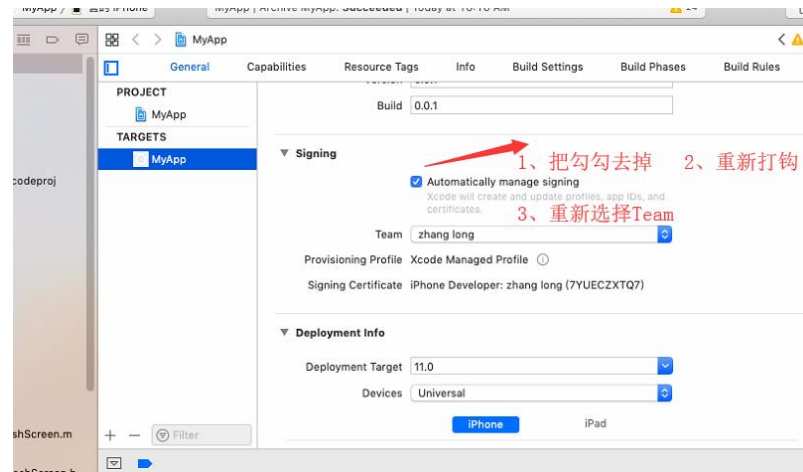 MyApp
MyApp | Archive MyApp: Succeeded | Today at 10:10 AM
MyApp
General Capabilities Resource Tags Info Build Settings Build Phases Build Rules
PROJECT
MyApp
TARGETS
MyApp
Build 0.0.1
Signing
1、把勾勾去掉 2、重新打钩
Automatically manage signing
Xcode will create and update profiles, app IDs, and
certificates.
3、重新选择Team
Team zhang long
Provisioning Profile Xcode Managed Profile
Signing Certificate iPhone Developer: zhang long (7YUECZXTQ7)
Deployment Info
Deployment Target 11.0
Devices Universal
iPhone iPad
codeproj
shScreen.m
Filter